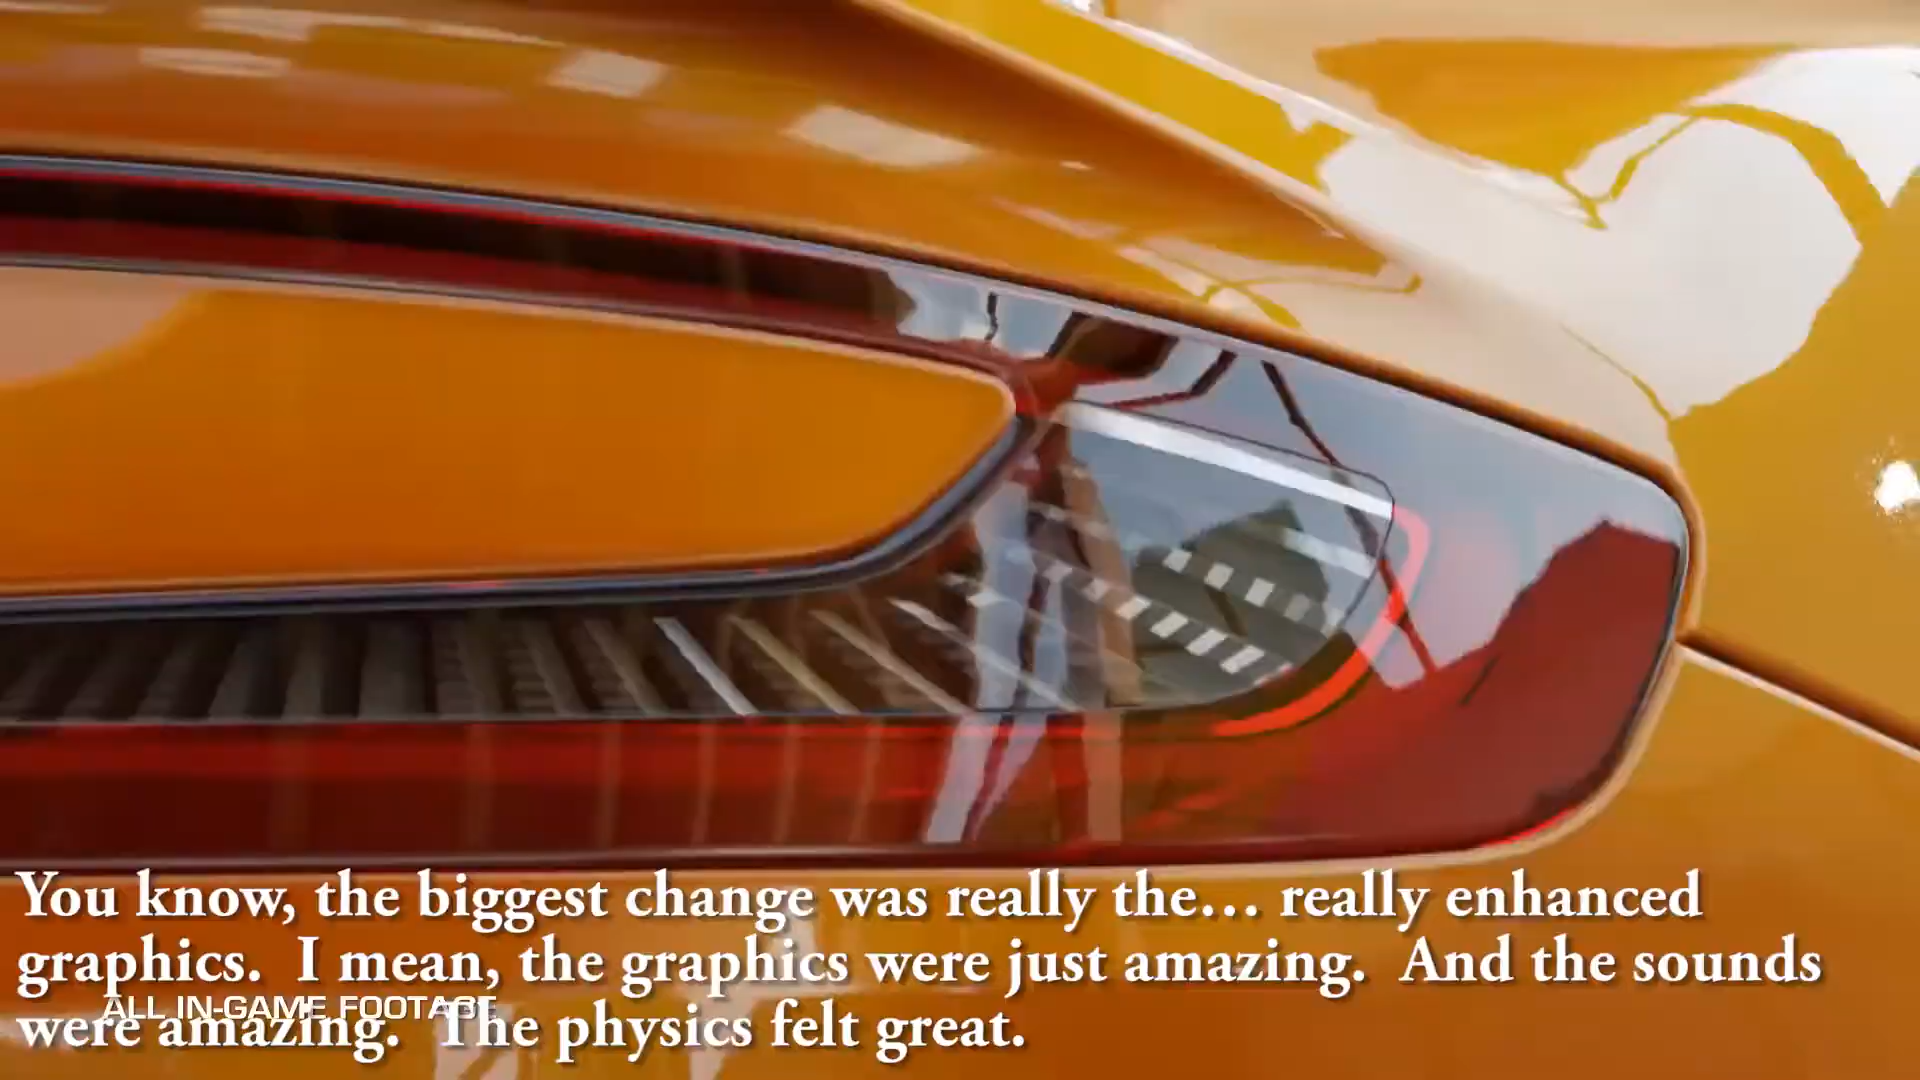 You know, the biggest change was really the… really enhanced
graphics.  I mean, the graphics were just amazing.  And the sounds
ALL IN-GAME FOOTAGE
were amazing.  The physics felt great.